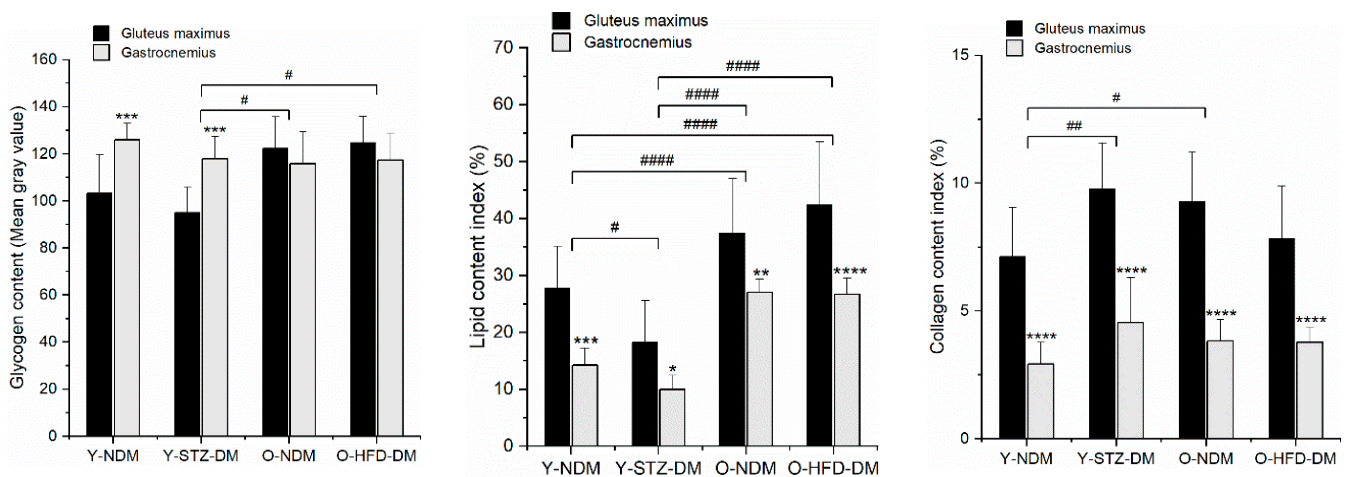 Gluteus maximus
Gastrocnemius
Glycogen content (Mean gray value)
160
140
120
100
80
60
40
20
0
***
***
#
#
Y-NDM
Y-STZ-DM
O-NDM
O-HFD-DM
Gluteus maximus
Gastrocnemius
Lipid content index (%)
70
60
50
40
30
20
10
0
####
####
####
####
#
***
*
**
****
Y-NDM
Y-STZ-DM
O-NDM
O-HFD-DM
Gluteus maximus
Gastrocnemius
Collagen content index (%)
15
10
5
0
#
##
****
****
****
****
Y-NDM
Y-STZ-DM
O-NDM
O-HFD-DM